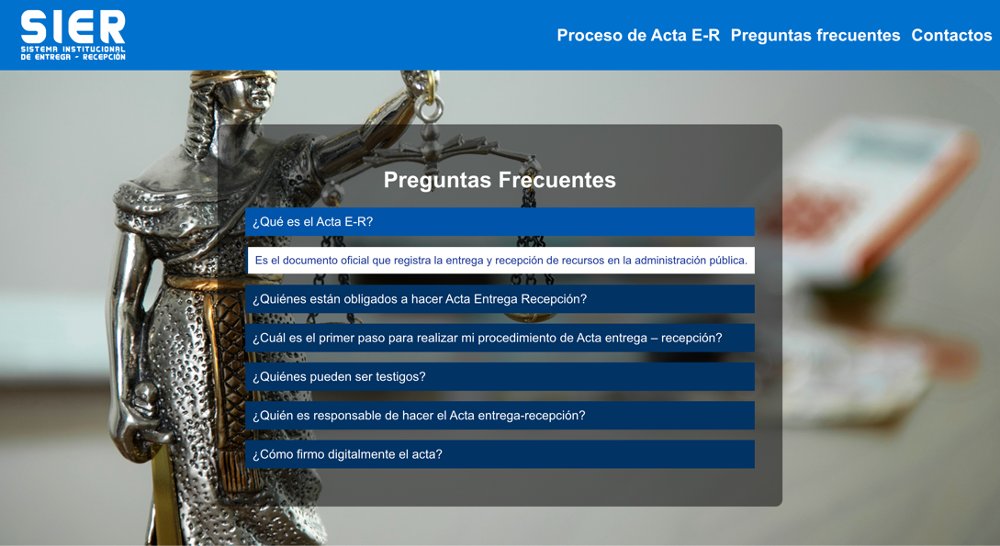 SIER
SISTEMA INSTITUCIONAL
DE ENTREGA - RECEPCIÓN
Proceso de Acta E-R Preguntas frecuentes Contactos
Preguntas Frecuentes
¿Qué es el Acta E-R?
Es el documento oficial que registra la entrega y recepción de recursos en la administración pública.
¿Quiénes están obligados a hacer Acta Entrega Recepción?
¿Cuál es el primer paso para realizar mi procedimiento de Acta entrega – recepción?
¿Quiénes pueden ser testigos?
¿Quién es responsable de hacer el Acta entrega-recepción?
¿Cómo firmo digitalmente el acta?